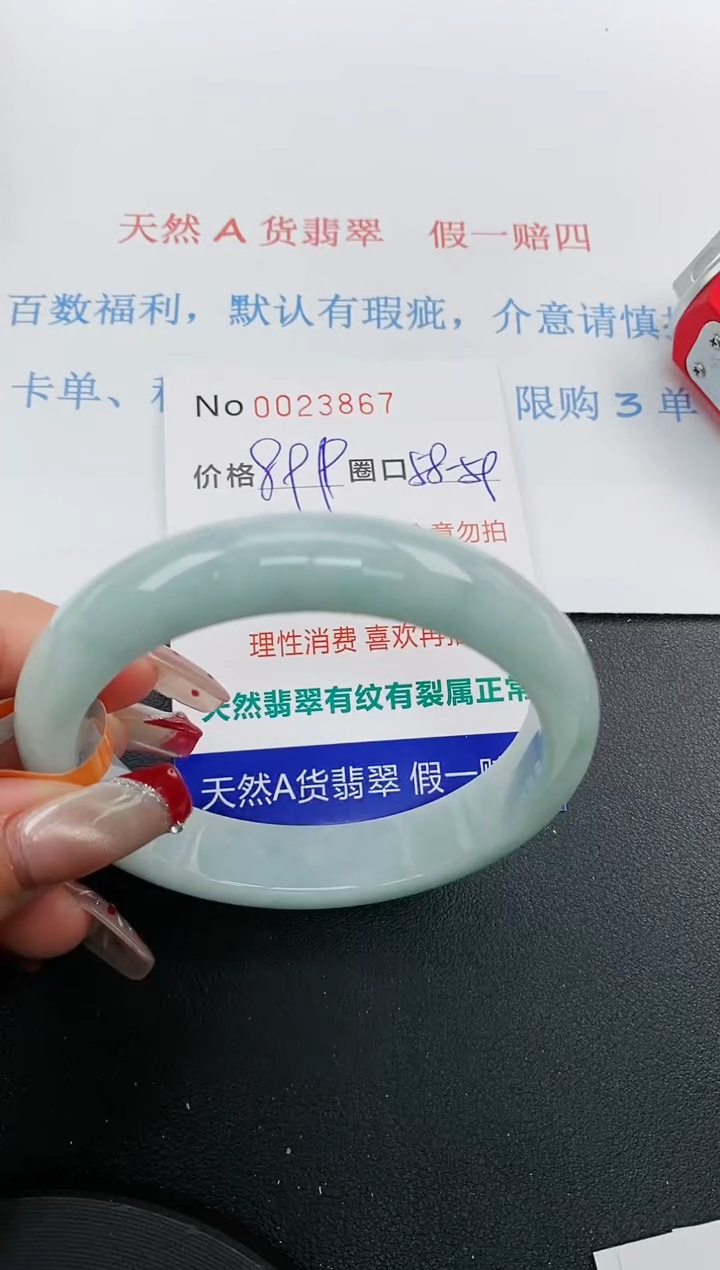 天然 A 货翡翠 假一赔四
百数福利，默认有瑕疵，介意请慎
卡单、 限购 3 单
No 0023867
价格 899 圈口 58-59
意勿拍
理性消费 喜欢再
天然翡翠有纹有裂属正常
天然A货翡翠 假一